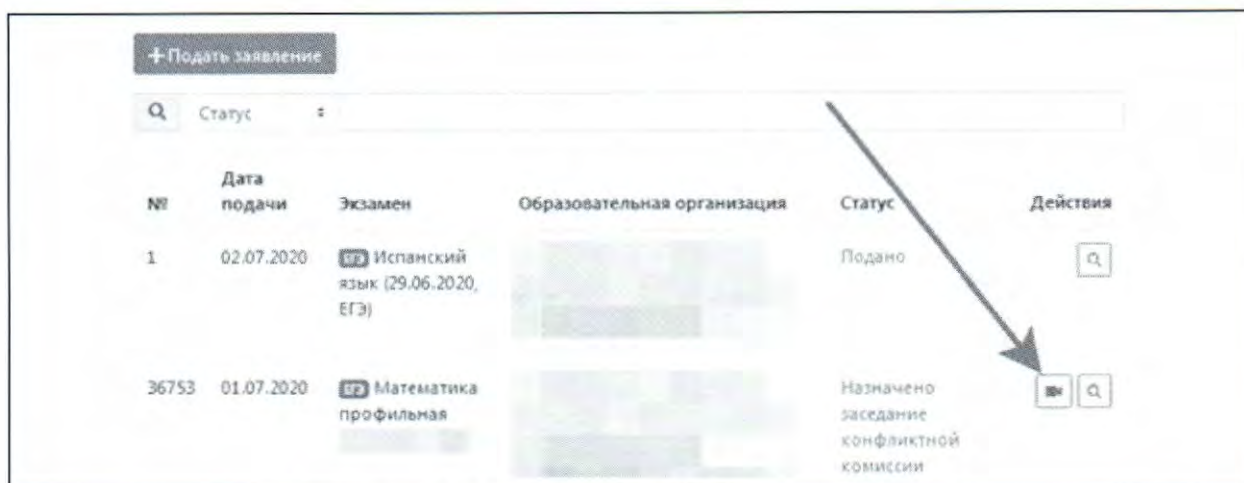 +Подать заявление
Статус
№ Дата подачи Экзамен Образовательная организация Статус Действия
1 02.07.2020 ЕГЭ Испанский Подано
язык (29.06.2020,
ЕГЭ)
36753 01.07.2020 ЕГЭ Математика Назначено
профильная заседание
конфликтной
комиссии